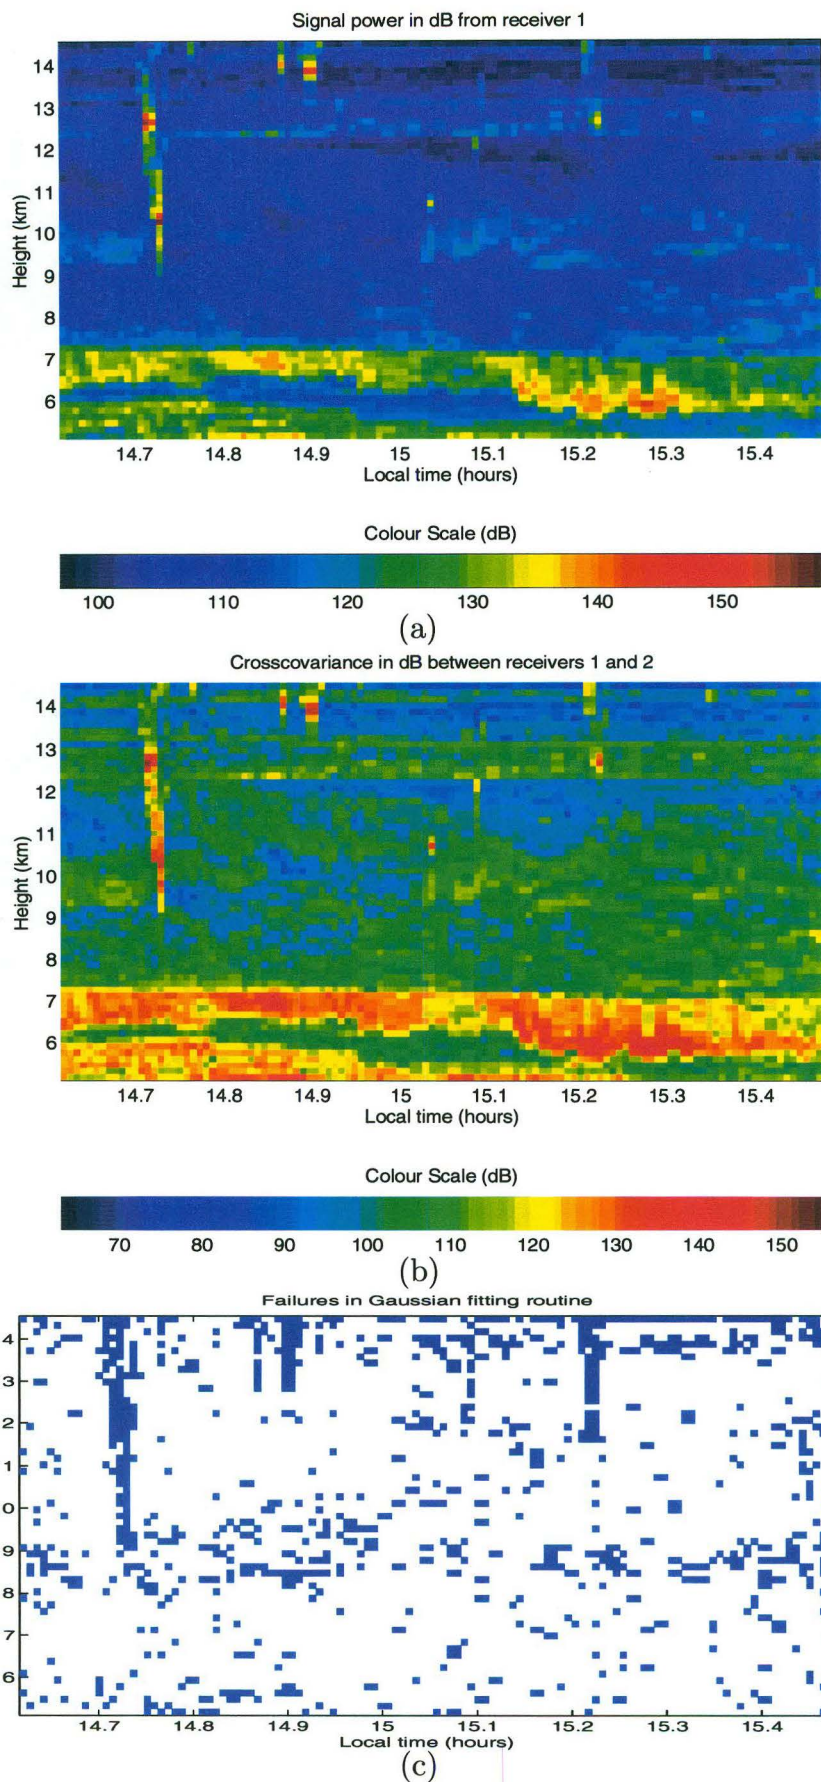 Signal power in dB from receiver 1
14
13
12
11
10
9
8
7
6
Height (km)
14.7 14.8 14.9 15 15.1 15.2 15.3 15.4
Local time (hours)
Colour Scale (dB)
100 110 120 130 140 150
(a)
Crosscovariance in dB between receivers 1 and 2
14
13
12
11
10
9
8
7
6
Height (km)
14.7 14.8 14.9 15 15.1 15.2 15.3 15.4
Local time (hours)
Colour Scale (dB)
70 80 90 100 110 120 130 140 150
(b)
Failures in Gaussian fitting routine
4
3
2
1
0
9
8
7
6
14.7 14.8 14.9 15 15.1 15.2 15.3 15.4
Local time (hours)
(c)